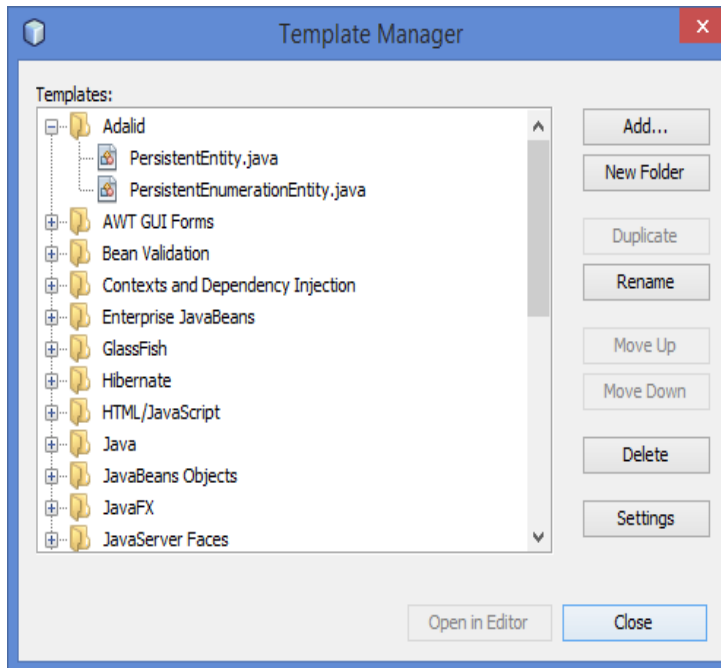 Template Manager
x
Templates:
Adalid
PersistentEntity.java
PersistentEnumerationEntity.java
AWT GUI Forms
Bean Validation
Contexts and Dependency Injection
Enterprise JavaBeans
GlassFish
Hibernate
HTML/JavaScript
Java
JavaBeans Objects
JavaFX
JavaServer Faces
Add...
New Folder
Duplicate
Rename
Move Up
Move Down
Delete
Settings
Open in Editor
Close